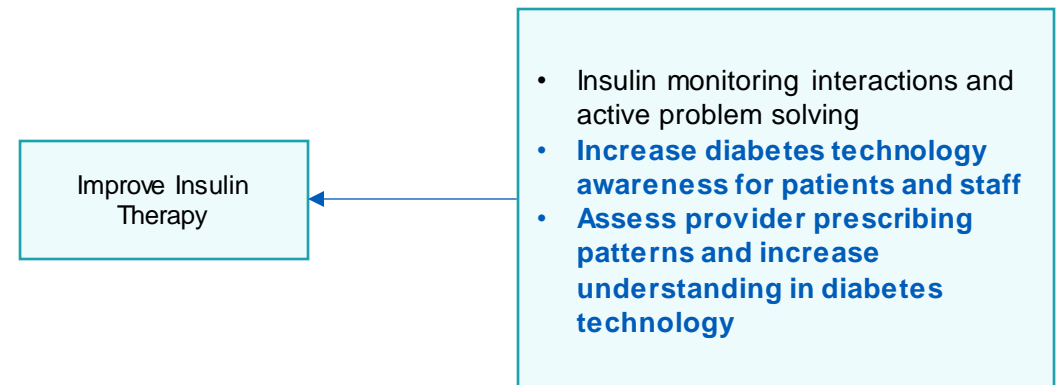 Improve Insulin
Therapy
• Insulin monitoring interactions and
active problem solving
• Increase diabetes technology
awareness for patients and staff
• Assess provider prescribing
patterns and increase
understanding in diabetes
technology